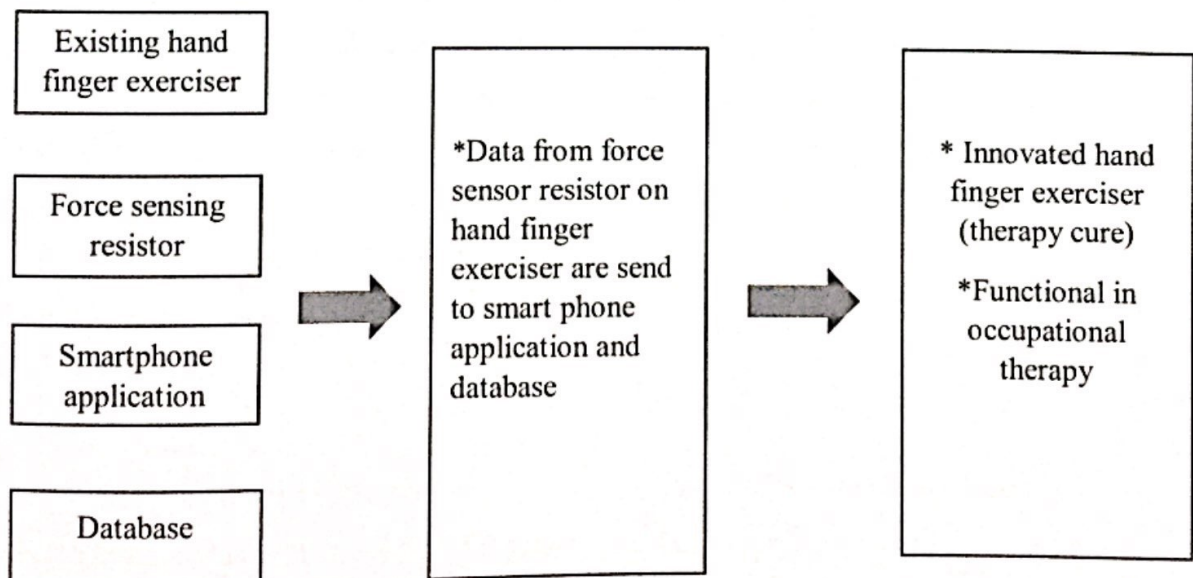 Existing hand
finger exerciser
Force sensing
resistor
Smartphone
application
Database
*Data from force
sensor resistor on
hand finger
exerciser are send
to smart phone
application and
database
* Innovated hand
finger exerciser
(therapy cure)
*Functional in
occupational
therapy